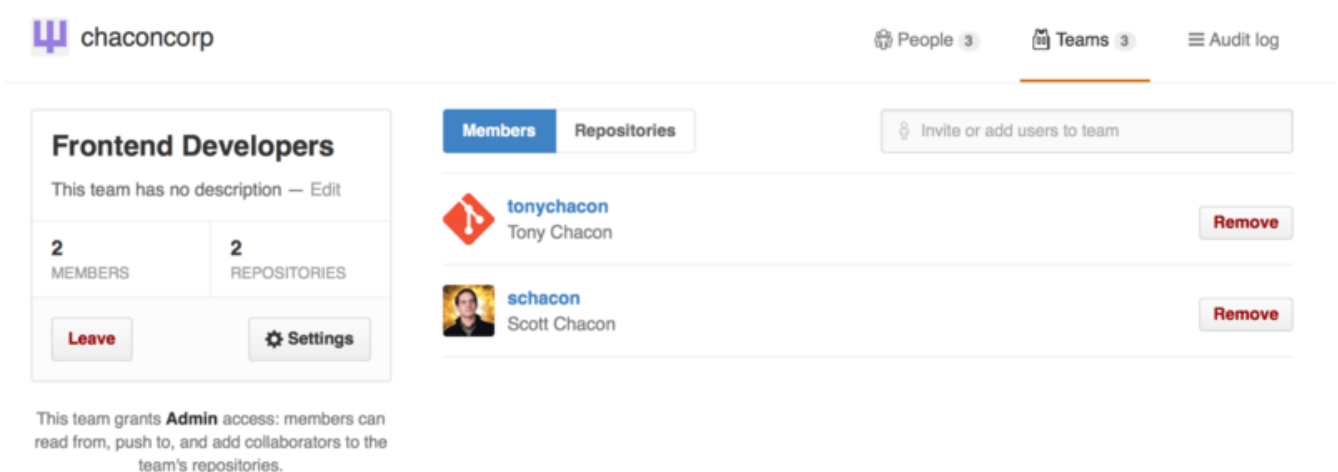 chaconcorp
People 3
Teams 3
Audit log
Frontend Developers
This team has no description — Edit
2
MEMBERS
2
REPOSITORIES
Leave
Settings
This team grants Admin access: members can
read from, push to, and add collaborators to the
team's repositories.
Members
Repositories
Invite or add users to team
tonychacon
Tony Chacon
Remove
schacon
Scott Chacon
Remove